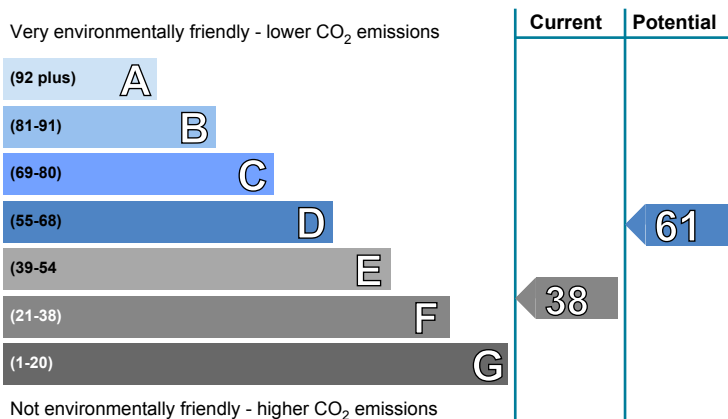 Current Potential
Very environmentally friendly - lower CO2 emissions
(92 plus) A
(81-91) B
(69-80) C
(55-68) D
61
(39-54 E
38
(21-38) F
(1-20) G
Not environmentally friendly - higher CO2 emissions